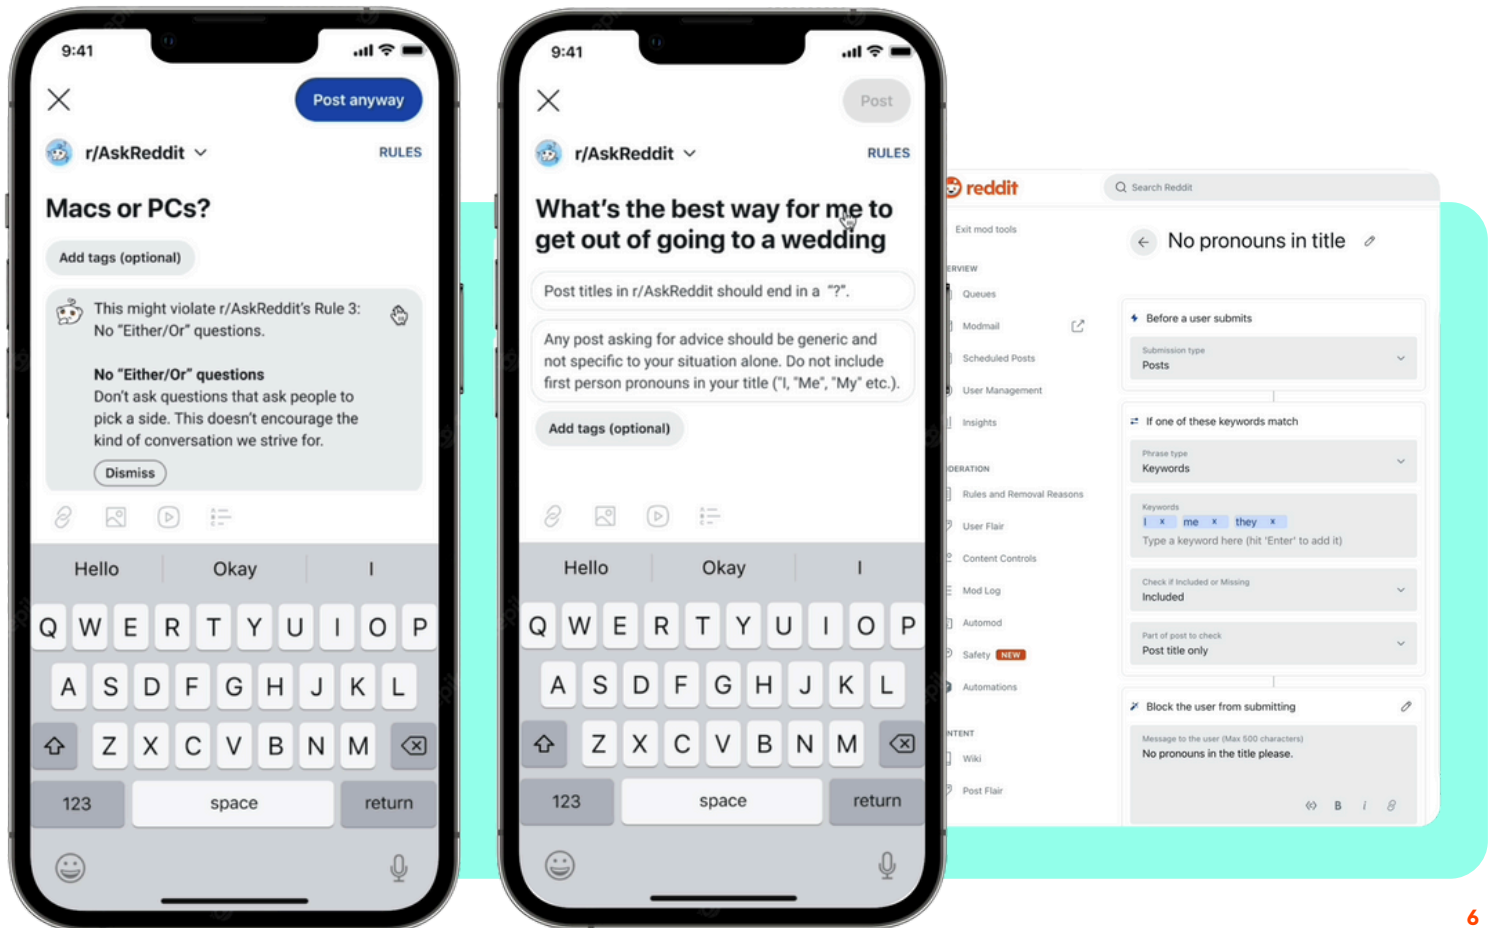 9:41
Post anyway
r/AskReddit
RULES
Macs or PCs?
Add tags (optional)
This might violate r/AskReddit's Rule 3:
No "Either/Or" questions.
No "Either/Or" questions
Don't ask questions that ask people to
pick a side. This doesn't encourage the
kind of conversation we strive for.
Dismiss
Hello Okay I
Q W E R T Y U I O P
A S D F G H J K L
Z X C V B N M
123 space return
9:41
Post
r/AskReddit
RULES
What's the best way for me to
get out of going to a wedding
Post titles in r/AskReddit should end in a "?".
Any post asking for advice should be generic and
not specific to your situation alone. Do not include
first person pronouns in your title ("I, "Me", "My" etc.).
Add tags (optional)
Hello Okay I
Q W E R T Y U I O P
A S D F G H J K L
Z X C V B N M
123 space return
reddit
Search Reddit
Exit mod tools
ERVIEW
Queues
Modmail
Scheduled Posts
User Management
Insights
DERATION
Rules and Removal Reasons
User Flair
Content Controls
Mod Log
Automod
Safety NEW
Automations
NTENT
Wiki
Post Flair
No pronouns in title
Before a user submits
Submission type
Posts
If one of these keywords match
Phrase type
Keywords
Keywords
I x me x they x
Type a keyword here (hit 'Enter' to add it)
Check if Included or Missing
Included
Part of post to check
Post title only
Block the user from submitting
Message to the user (Max 500 characters)
No pronouns in the title please.
B i
6